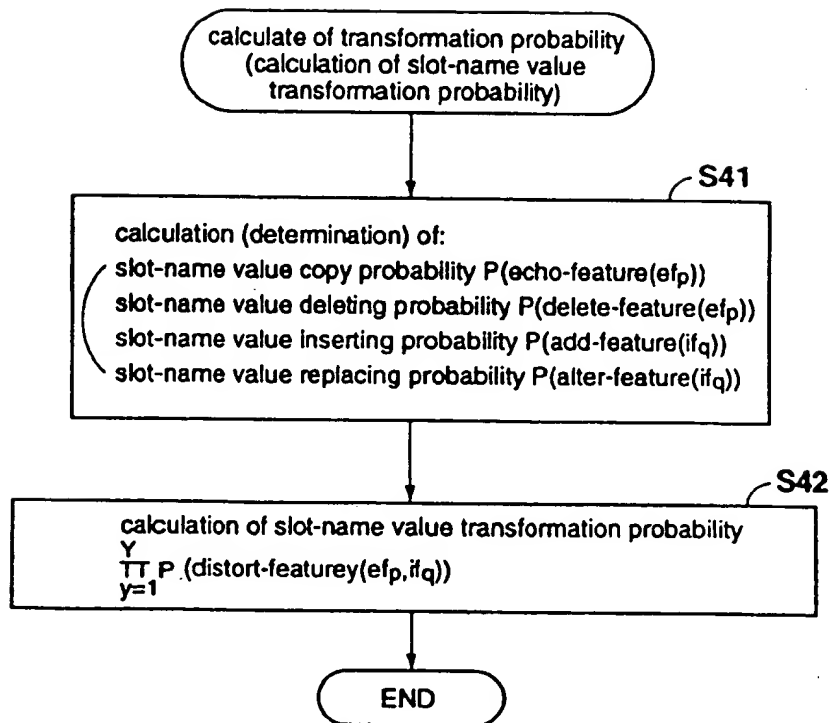 calculate of transformation probability
(calculation of slot-name value
transformation probability)
S41
calculation (determination) of:
slot-name value copy probability P(echo-feature(efp))
slot-name value deleting probability P(delete-feature(efp))
slot-name value inserting probability P(add-feature(ifq))
slot-name value replacing probability P(alter-feature(ifq))
S42
calculation of slot-name value transformation probability
Y
π P (distort-featurey(efp,ifq))
y=1
END